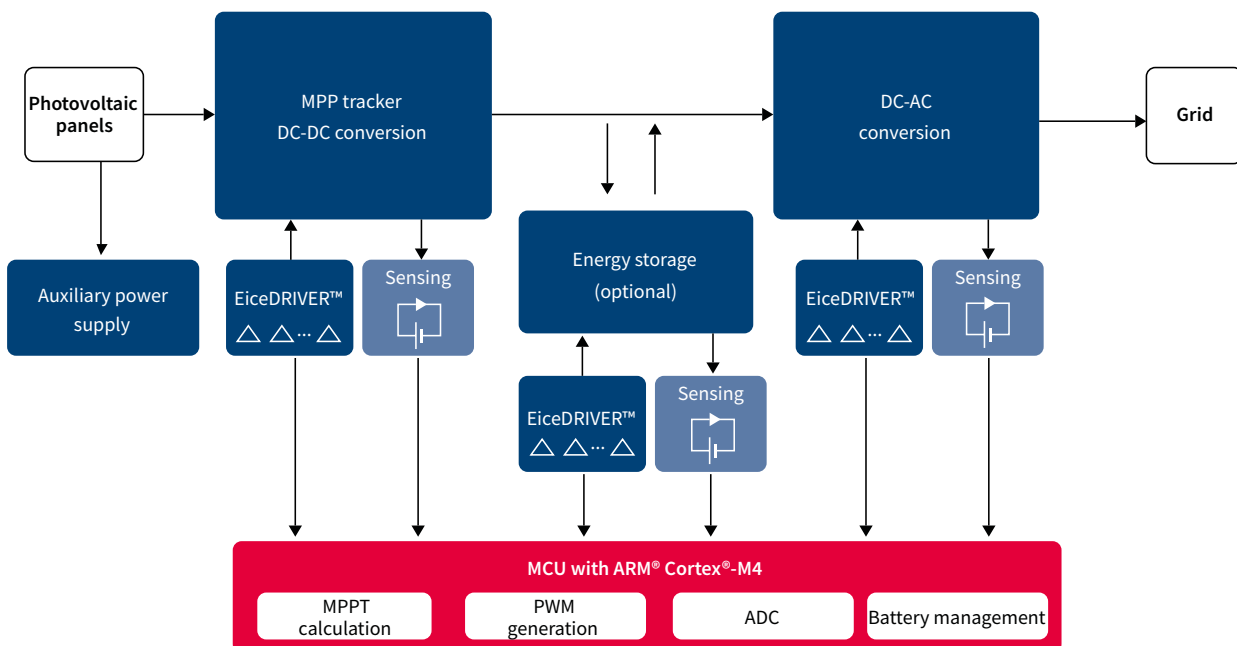 Photovoltaic
panels
MPP tracker
DC-DC conversion
DC-AC
conversion
Grid
Auxiliary power
supply
EiceDRIVER™
...
Sensing
Energy storage
(optional)
EiceDRIVER™
...
Sensing
EiceDRIVER™
...
Sensing
MCU with ARM® Cortex®-M4
MPPT
calculation
PWM
generation
ADC
Battery management